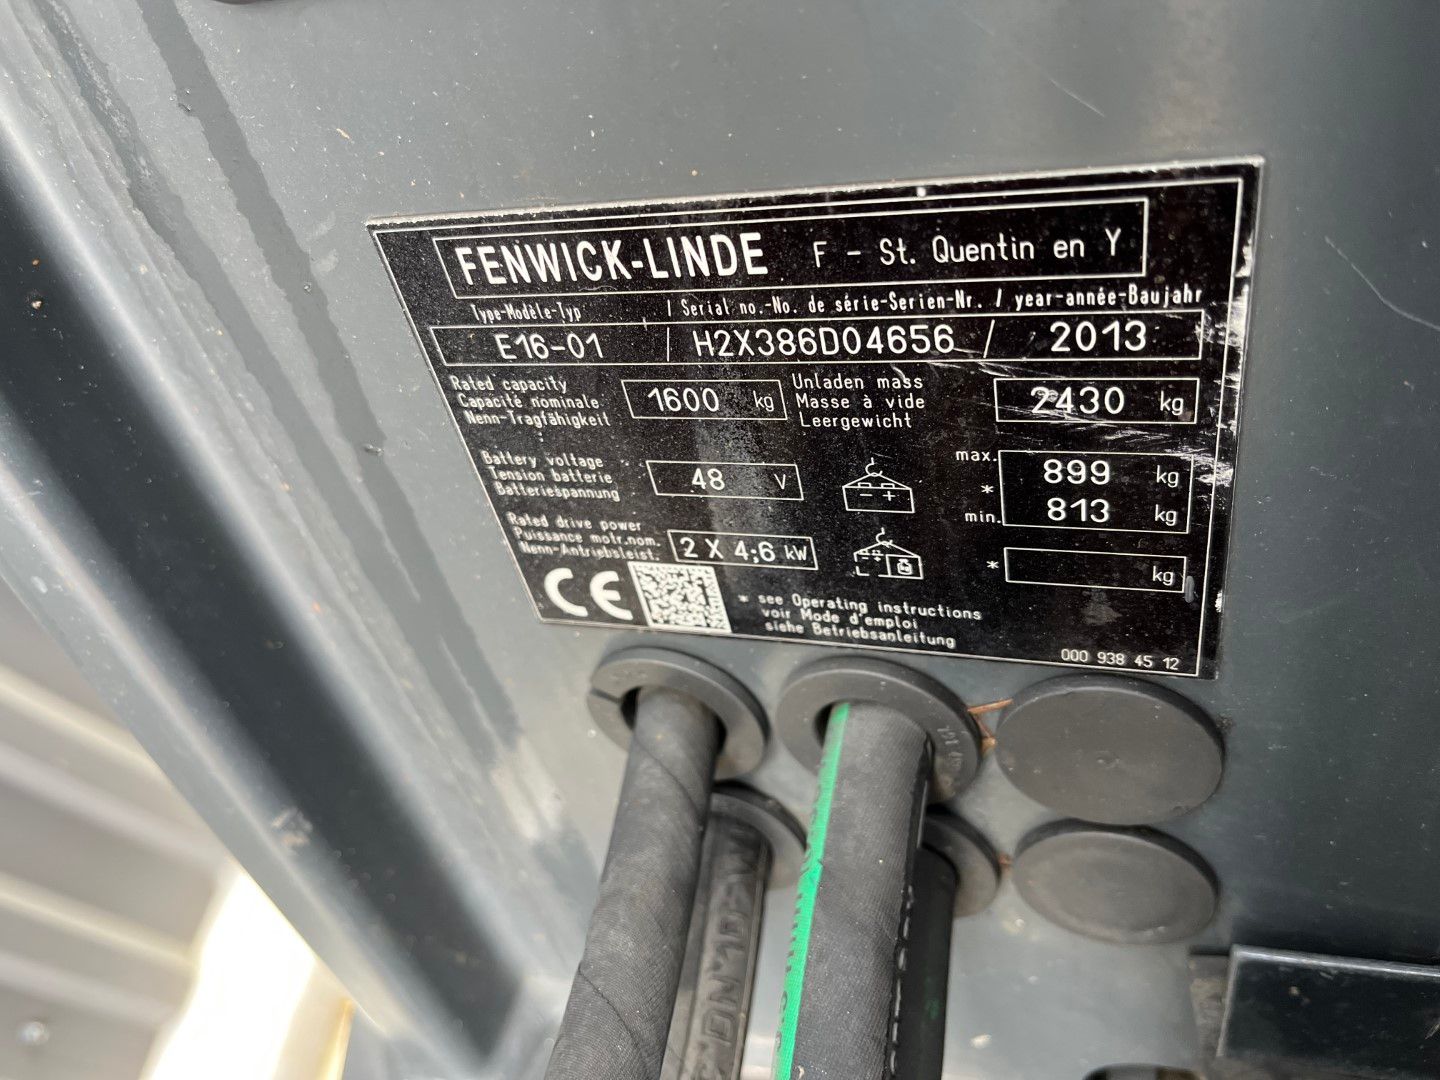 FENWICK-LINDE F - St. Quentin en Y
Type-Modèle-Typ / Serial no.-No. de série-Serien-Nr. / year-année-Baujahr
E16-01 / H2X386D04656 / 2013
Rated capacity
Capacité nominale
Nenn-Tragfähigkeit
1600 kg
Unladen mass
Masse à vide
Leergewicht
2430 kg
Battery voltage
Tension batterie
Batteriespannung
48 V
- +
max. 899 kg
*
min. 813 kg
Rated drive power
Puissance motr.nom.
Nenn-Antriebsleist.
2 X 4,6 kW
* kg
CE
* see Operating instructions
voir Mode d'emploi
siehe Betriebsanleitung
000 938 45 12